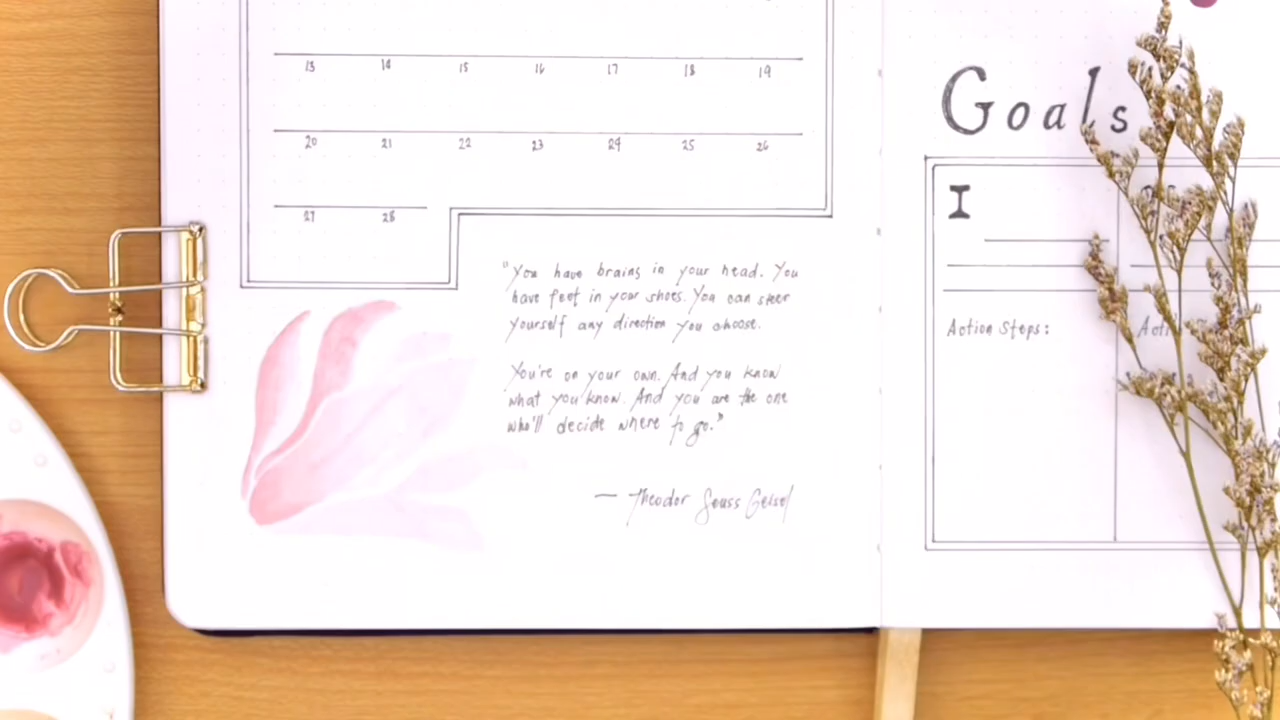 13 14 15 16 17 18 19
20 21 22 23 24 25 26
27 28
"You have brains in your head. You
have feet in your shoes. You can steer
yourself any direction you choose.
You're on your own. And you know
what you know. And you are the one
who'll decide where to go."
— Theodor Seuss Geisel
Goals
I
Action Steps: